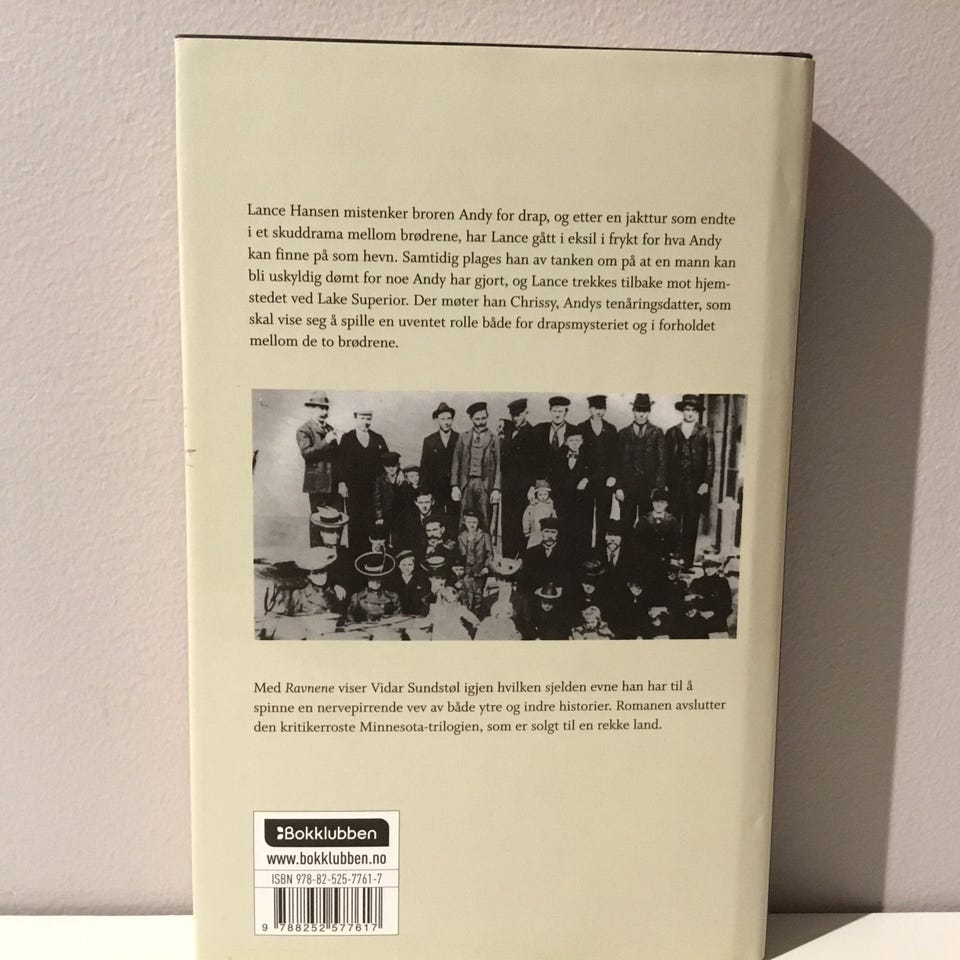 Lance Hansen mistenker broren Andy for drap, og etter en jakttur som endte
i et skuddrama mellom brødrene, har Lance gått i eksil i frykt for hva Andy
kan finne på som hevn. Samtidig plages han av tanken om på at en mann kan
bli uskyldig dømt for noe Andy har gjort, og Lance trekkes tilbake mot hjem-
stedet ved Lake Superior. Der møter han Chrissy, Andys tenåringsdatter, som
skal vise seg å spille en uventet rolle både for drapsmysteriet og i forholdet
mellom de to brødrene.
Med Ravnene viser Vidar Sundstøl igjen hvilken sjelden evne han har til å
spinne en nervepirrende vev av både ytre og indre historier. Romanen avslutter
den kritikerroste Minnesota-trilogien, som er solgt til en rekke land.
Bokklubben
www.bokklubben.no
ISBN 978-82-525-7761-7
9 788252 577617